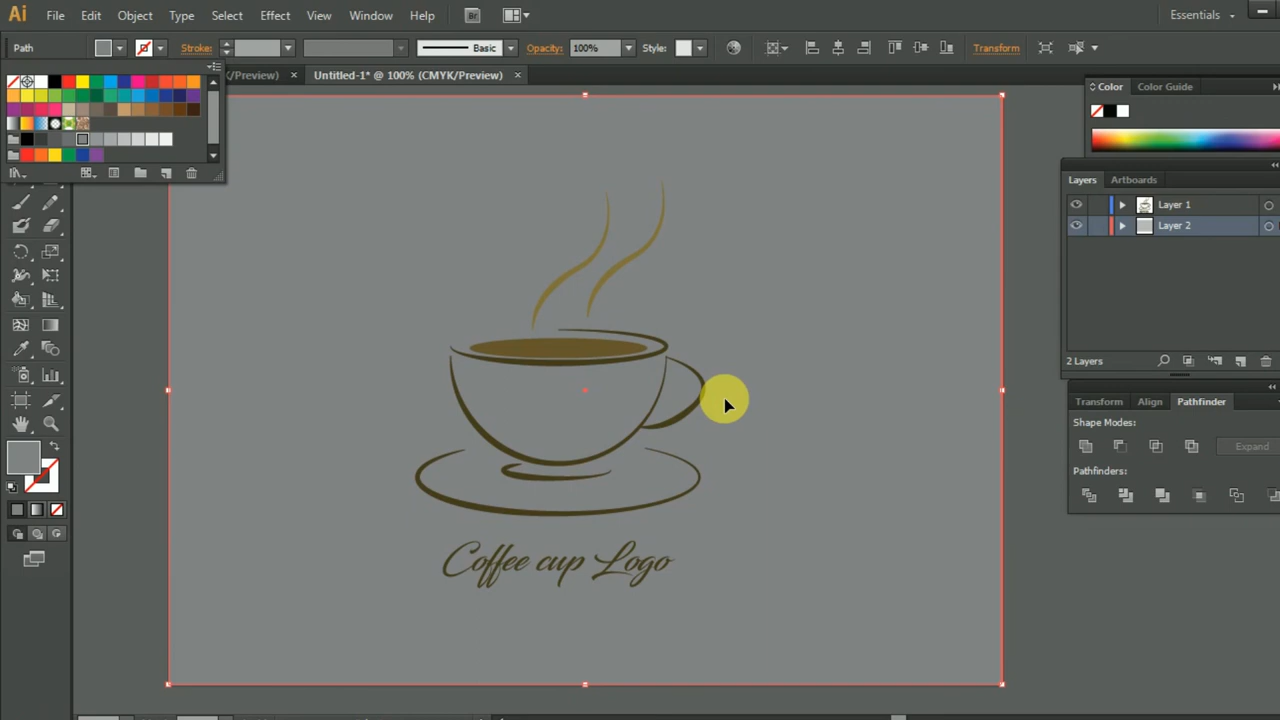 Ai File Edit Object Type Select Effect View Window Help Br Essentials
Path Stroke: Basic Opacity: 100% Style: Transform
K/Preview) × Untitled-1* @ 100% (CMYK/Preview) ×
Color Color Guide
Layers Artboards
Layer 1
Layer 2
2 Layers
Transform Align Pathfinder
Shape Modes:
Expand
Pathfinders:
Coffee cup Logo